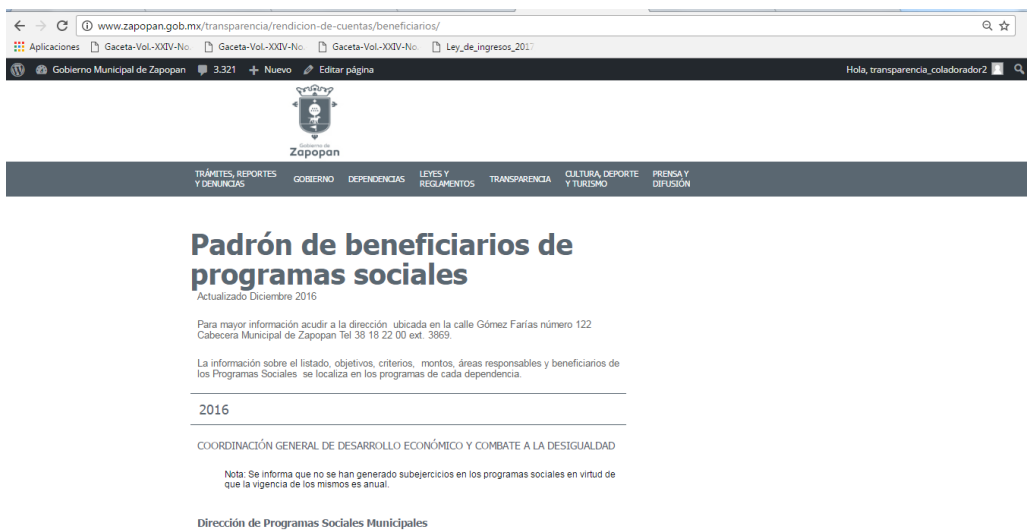 www.zapopan.gob.mx/transparencia/rendicion-de-cuentas/beneficiarios/
Aplicaciones Gaceta-Vol.-XXIV-No. Gaceta-Vol.-XXIV-No. Gaceta-Vol.-XXIV-No. Ley_de_ingresos_2017
Gobierno Municipal de Zapopan 3.321 + Nuevo Editar página Hola, transparencia_coladorador2
Gobierno de
Zapopan
TRÁMITES, REPORTES
Y DENUNCIAS
GOBIERNO
DEPENDENCIAS
LEYES Y
REGLAMENTOS
TRANSPARENCIA
CULTURA, DEPORTE
Y TURISMO
PRENSA Y
DIFUSIÓN
Padrón de beneficiarios de
programas sociales
Actualizado Diciembre 2016
Para mayor información acudir a la dirección ubicada en la calle Gómez Farías número 122
Cabecera Municipal de Zapopan Tel 38 18 22 00 ext. 3869.
La información sobre el listado, objetivos, criterios, montos, áreas responsables y beneficiarios de
los Programas Sociales se localiza en los programas de cada dependencia.
2016
COORDINACIÓN GENERAL DE DESARROLLO ECONÓMICO Y COMBATE A LA DESIGUALDAD
Nota: Se informa que no se han generado subejercicios en los programas sociales en virtud de
que la vigencia de los mismos es anual.
Dirección de Programas Sociales Municipales